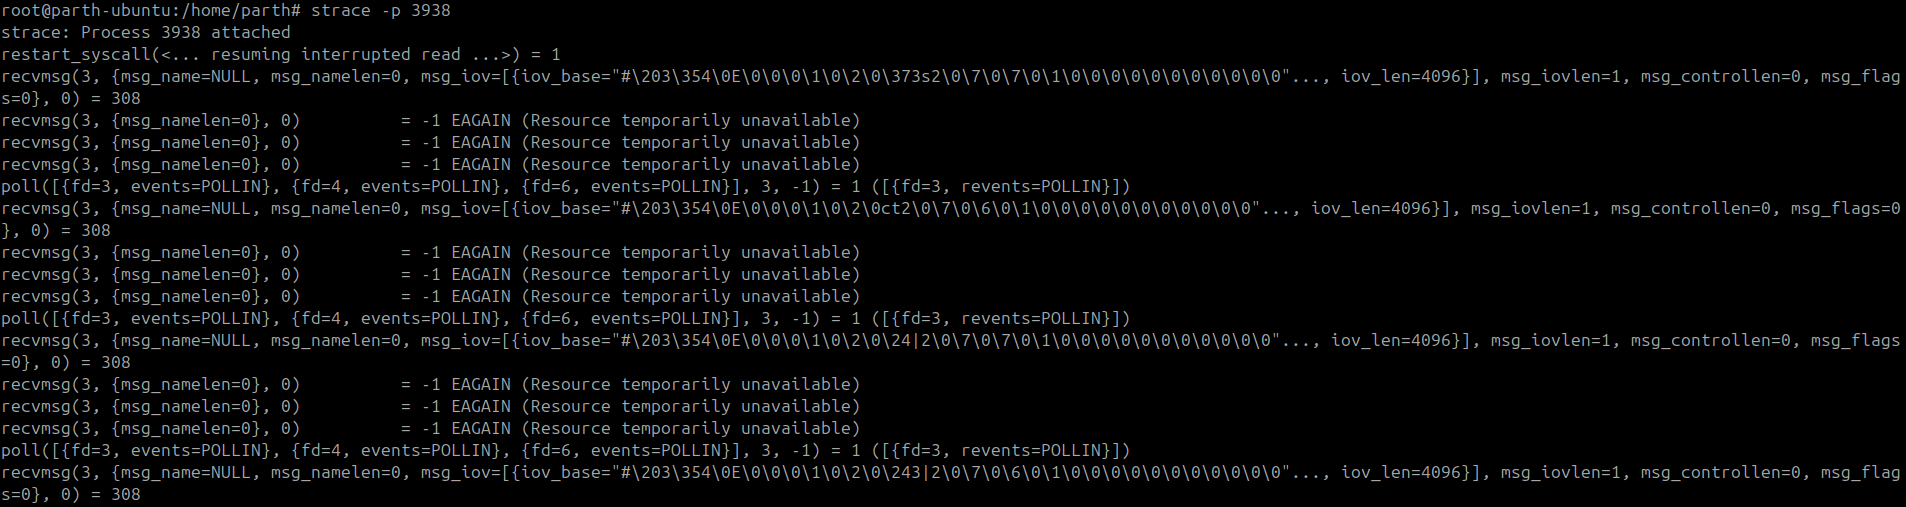 root@parth-ubuntu:/home/parth# strace -p 3938
strace: Process 3938 attached
restart_syscall(<... resuming interrupted read ...>) = 1
recvmsg(3, {msg_name=NULL, msg_namelen=0, msg_iov=[{iov_base="#\203\354\0E\0\0\0\1\0\2\0\373s2\0\7\0\7\0\1\0\0\0\0\0\0\0\0\0\0\0"..., iov_len=4096}], msg_iovlen=1, msg_controllen=0, msg_flag
s=0}, 0) = 308
recvmsg(3, {msg_namelen=0}, 0)          = -1 EAGAIN (Resource temporarily unavailable)
recvmsg(3, {msg_namelen=0}, 0)          = -1 EAGAIN (Resource temporarily unavailable)
recvmsg(3, {msg_namelen=0}, 0)          = -1 EAGAIN (Resource temporarily unavailable)
poll([{fd=3, events=POLLIN}, {fd=4, events=POLLIN}, {fd=6, events=POLLIN}], 3, -1) = 1 ([{fd=3, revents=POLLIN}])
recvmsg(3, {msg_name=NULL, msg_namelen=0, msg_iov=[{iov_base="#\203\354\0E\0\0\0\1\0\2\0ct2\0\7\0\6\0\1\0\0\0\0\0\0\0\0\0\0\0"..., iov_len=4096}], msg_iovlen=1, msg_controllen=0, msg_flags=0
}, 0) = 308
recvmsg(3, {msg_namelen=0}, 0)          = -1 EAGAIN (Resource temporarily unavailable)
recvmsg(3, {msg_namelen=0}, 0)          = -1 EAGAIN (Resource temporarily unavailable)
recvmsg(3, {msg_namelen=0}, 0)          = -1 EAGAIN (Resource temporarily unavailable)
poll([{fd=3, events=POLLIN}, {fd=4, events=POLLIN}, {fd=6, events=POLLIN}], 3, -1) = 1 ([{fd=3, revents=POLLIN}])
recvmsg(3, {msg_name=NULL, msg_namelen=0, msg_iov=[{iov_base="#\203\354\0E\0\0\0\1\0\2\0\24|2\0\7\0\7\0\1\0\0\0\0\0\0\0\0\0\0\0"..., iov_len=4096}], msg_iovlen=1, msg_controllen=0, msg_flags
=0}, 0) = 308
recvmsg(3, {msg_namelen=0}, 0)          = -1 EAGAIN (Resource temporarily unavailable)
recvmsg(3, {msg_namelen=0}, 0)          = -1 EAGAIN (Resource temporarily unavailable)
recvmsg(3, {msg_namelen=0}, 0)          = -1 EAGAIN (Resource temporarily unavailable)
poll([{fd=3, events=POLLIN}, {fd=4, events=POLLIN}, {fd=6, events=POLLIN}], 3, -1) = 1 ([{fd=3, revents=POLLIN}])
recvmsg(3, {msg_name=NULL, msg_namelen=0, msg_iov=[{iov_base="#\203\354\0E\0\0\0\1\0\2\0\243|2\0\7\0\6\0\1\0\0\0\0\0\0\0\0\0\0\0"..., iov_len=4096}], msg_iovlen=1, msg_controllen=0, msg_flag
s=0}, 0) = 308